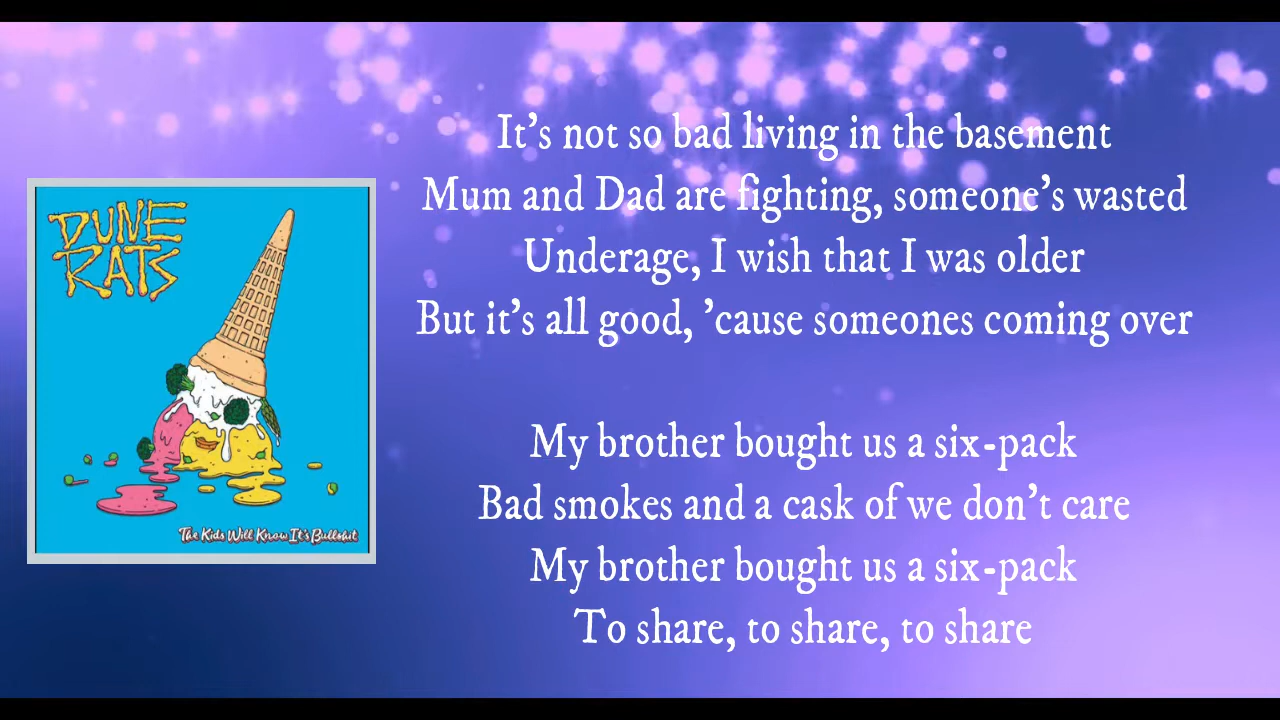 It's not so bad living in the basement
Mum and Dad are fighting, someone's wasted
Underage, I wish that I was older
But it's all good, 'cause someones coming over
My brother bought us a six-pack
Bad smokes and a cask of we don't care
My brother bought us a six-pack
To share, to share, to share
DUNE
RATS
The Kids Will Know It's Bullshit